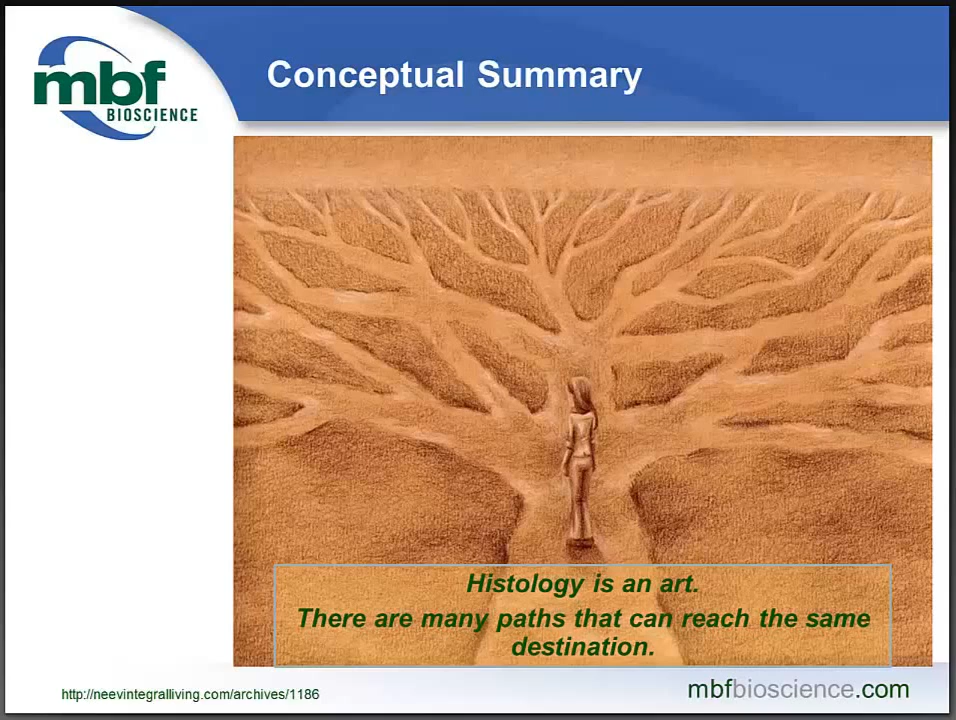 mbf
BIOSCIENCE
Conceptual Summary
Histology is an art.
There are many paths that can reach the same
destination.
http://neevintegralliving.com/archives/1186
mbfbioscience.com